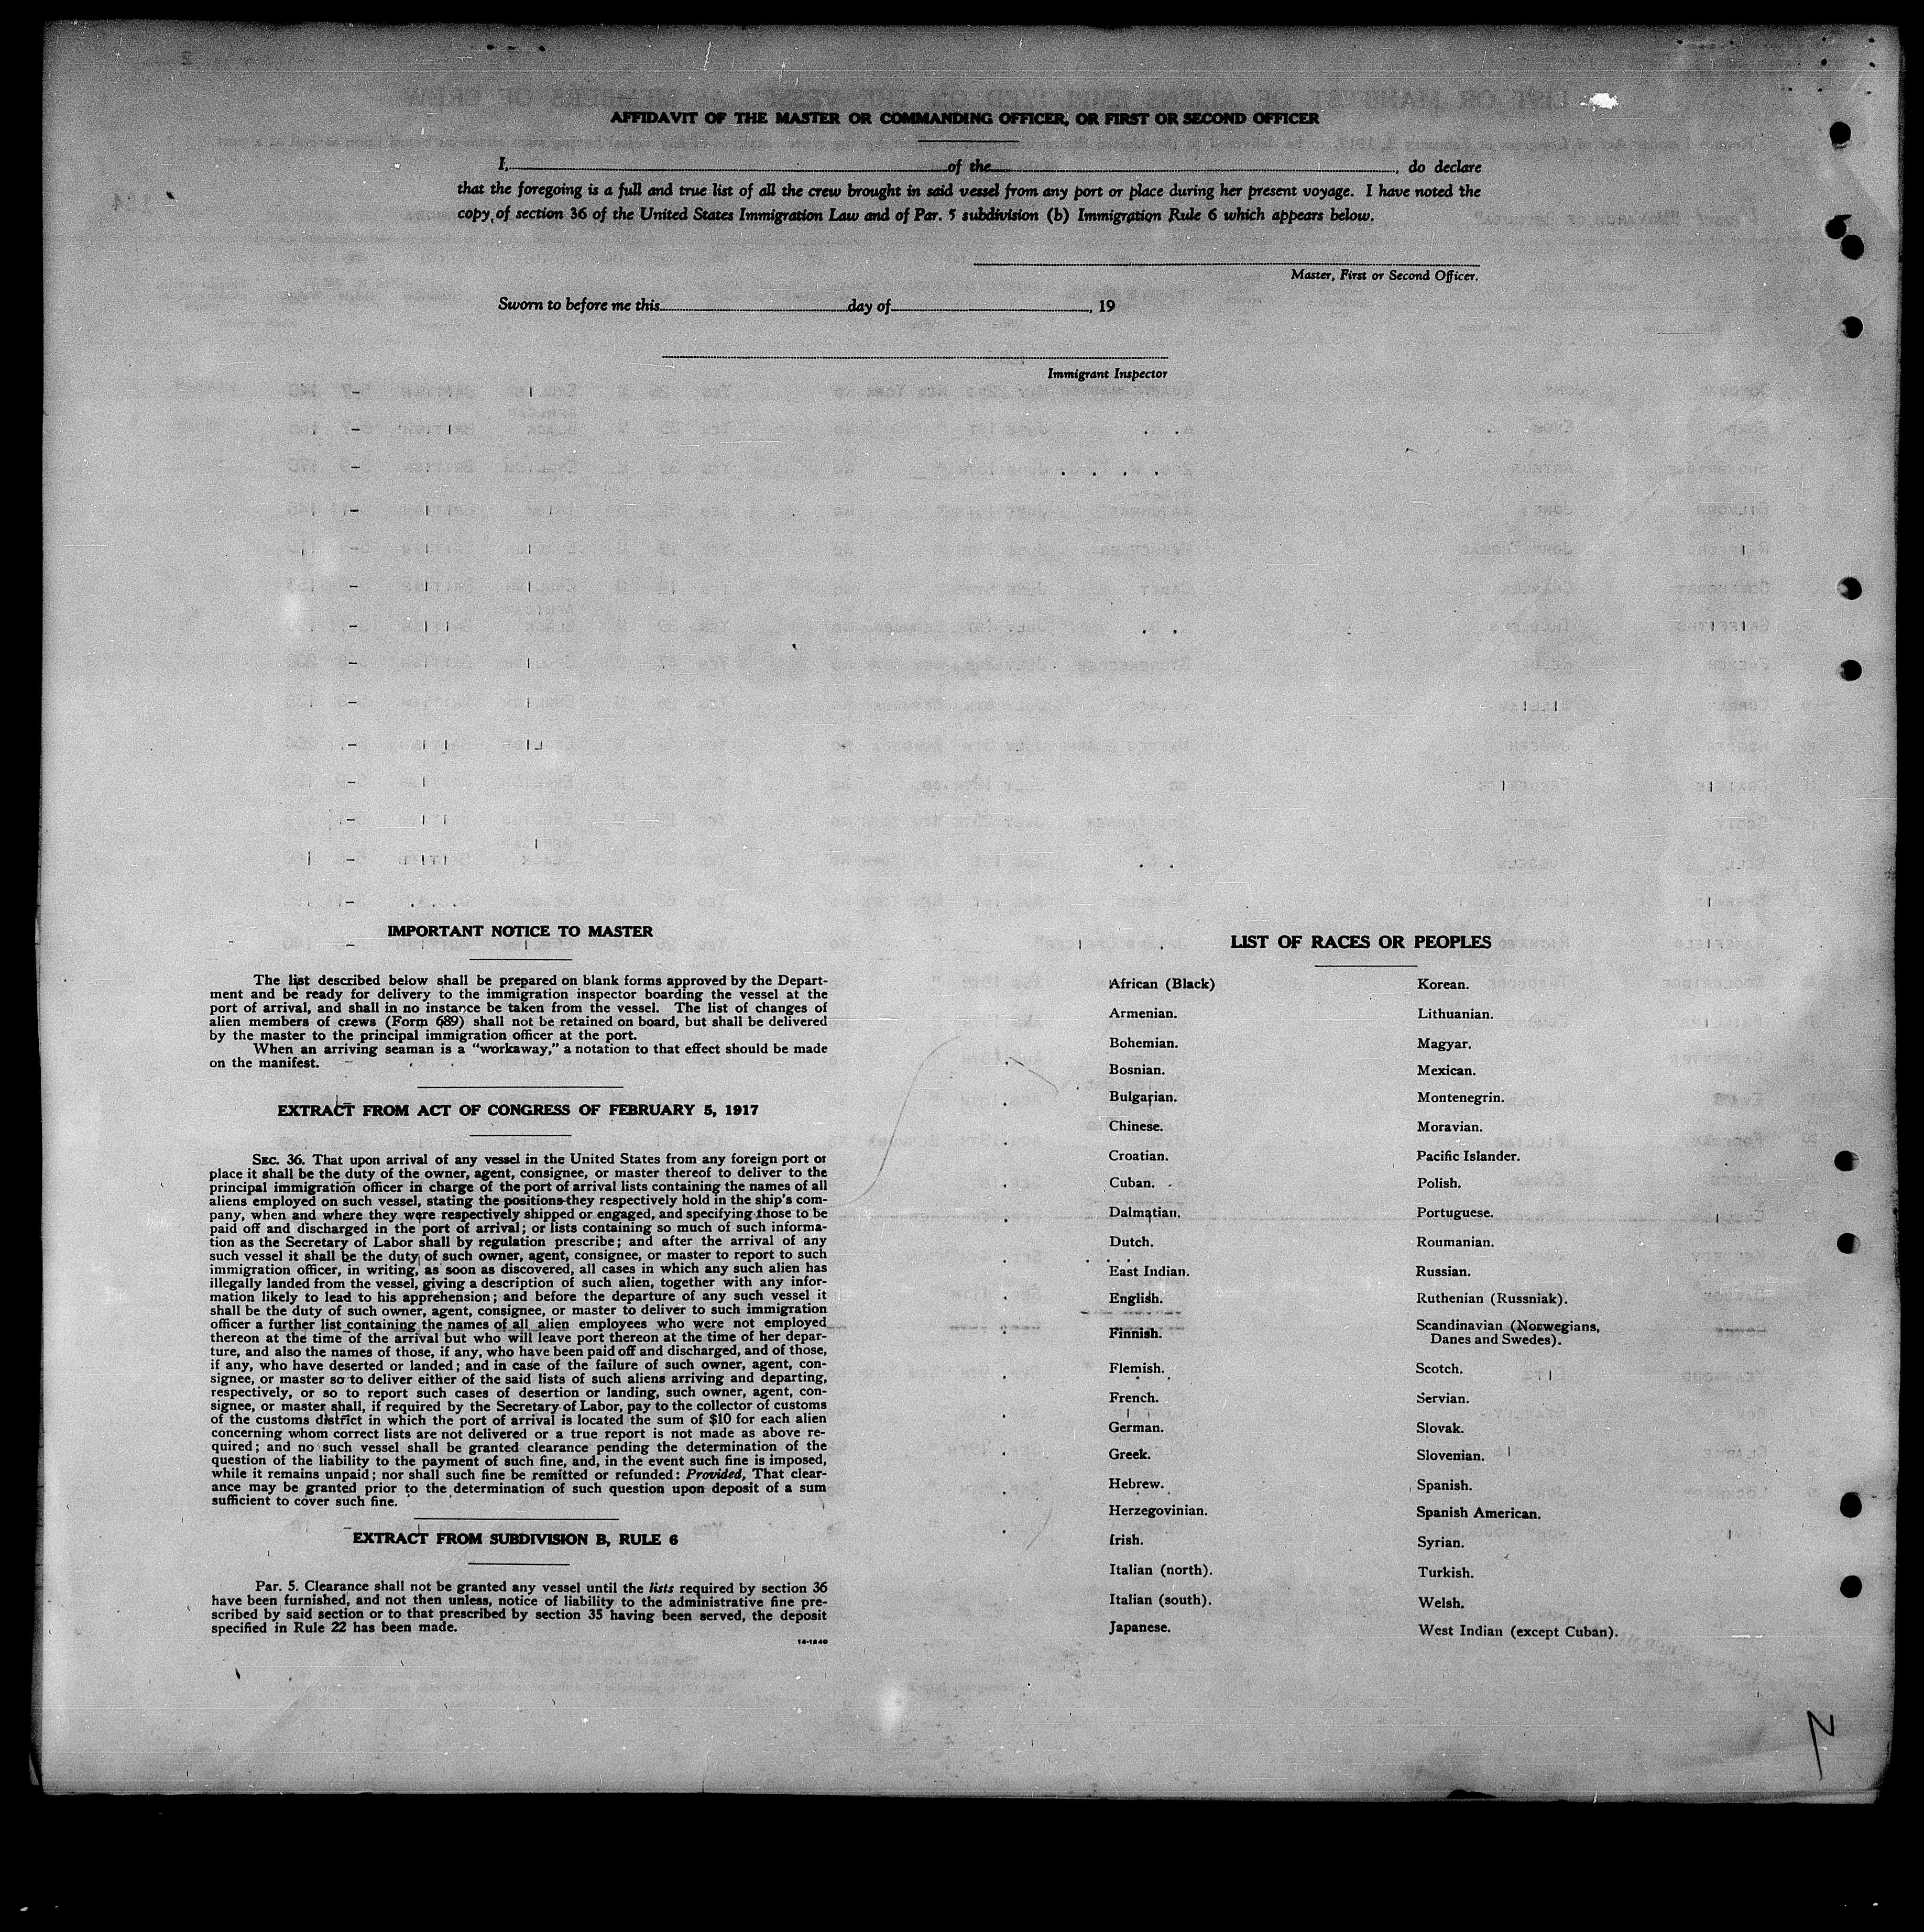 AFFIDAVIT OF THE MASTER OR COMMANDING OFFICER, OR FIRST OR SECOND OFFICER
I, of the , do declare
that the foregoing is a full and true list of all the crew brought in said vessel from any port or place during her present voyage. I have noted the
copy of section 36 of the United States Immigration Law and of Par. 5 subdivision (b) Immigration Rule 6 which appears below.
Master, First or Second Officer.
Sworn to before me this day of , 19
Immigrant Inspector
IMPORTANT NOTICE TO MASTER
The list described below shall be prepared on blank forms approved by the Depart-
ment and be ready for delivery to the immigration inspector boarding the vessel at the
port of arrival, and shall in no instance be taken from the vessel. The list of changes of
alien members of crews (Form 689) shall not be retained on board, but shall be delivered
by the master to the principal immigration officer at the port.
When an arriving seaman is a "workaway," a notation to that effect should be made
on the manifest.
EXTRACT FROM ACT OF CONGRESS OF FEBRUARY 5, 1917
SEC. 36. That upon arrival of any vessel in the United States from any foreign port or
place it shall be the duty of the owner, agent, consignee, or master thereof to deliver to the
principal immigration officer in charge of the port of arrival lists containing the names of all
aliens employed on such vessel, stating the positions they respectively hold in the ship's com-
pany, when and where they were respectively shipped or engaged, and specifying those to be
paid off and discharged in the port of arrival; or lists containing so much of such informa-
tion as the Secretary of Labor shall by regulation prescribe; and after the arrival of any
such vessel it shall be the duty of such owner, agent, consignee, or master to report to such
immigration officer, in writing, as soon as discovered, all cases in which any such alien has
illegally landed from the vessel, giving a description of such alien, together with any infor-
mation likely to lead to his apprehension; and before the departure of any such vessel it
shall be the duty of such owner, agent, consignee, or master to deliver to such immigration
officer a further list containing the names of all alien employees who were not employed
thereon at the time of the arrival but who will leave port thereon at the time of her depar-
ture, and also the names of those, if any, who have been paid off and discharged, and of those,
if any, who have deserted or landed; and in case of the failure of such owner, agent, con-
signee, or master so to deliver either of the said lists of such aliens arriving and departing,
respectively, or so to report such cases of desertion or landing, such owner, agent, con-
signee, or master shall, if required by the Secretary of Labor, pay to the collector of customs
of the customs district in which the port of arrival is located the sum of $10 for each alien
concerning whom correct lists are not delivered or a true report is not made as above re-
quired; and no such vessel shall be granted clearance pending the determination of the
question of the liability to the payment of such fine, and, in the event such fine is imposed,
while it remains unpaid; nor shall such fine be remitted or refunded: Provided, That clear-
ance may be granted prior to the determination of such question upon deposit of a sum
sufficient to cover such fine.
EXTRACT FROM SUBDIVISION B, RULE 6
Par. 5. Clearance shall not be granted any vessel until the lists required by section 36
have been furnished, and not then unless, notice of liability to the administrative fine pre-
scribed by said section or to that prescribed by section 35 having been served, the deposit
specified in Rule 22 has been made.
14-1240
LIST OF RACES OR PEOPLES
African (Black)
Armenian.
Bohemian.
Bosnian.
Bulgarian.
Chinese.
Croatian.
Cuban.
Dalmatian.
Dutch.
East Indian.
English.
Finnish.
Flemish.
French.
German.
Greek.
Hebrew.
Herzegovinian.
Irish.
Italian (north).
Italian (south).
Japanese.
Korean.
Lithuanian.
Magyar.
Mexican.
Montenegrin.
Moravian.
Pacific Islander.
Polish.
Portuguese.
Roumanian.
Russian.
Ruthenian (Russniak).
Scandinavian (Norwegians,
Danes and Swedes).
Scotch.
Servian.
Slovak.
Slovenian.
Spanish.
Spanish American.
Syrian.
Turkish.
Welsh.
West Indian (except Cuban).